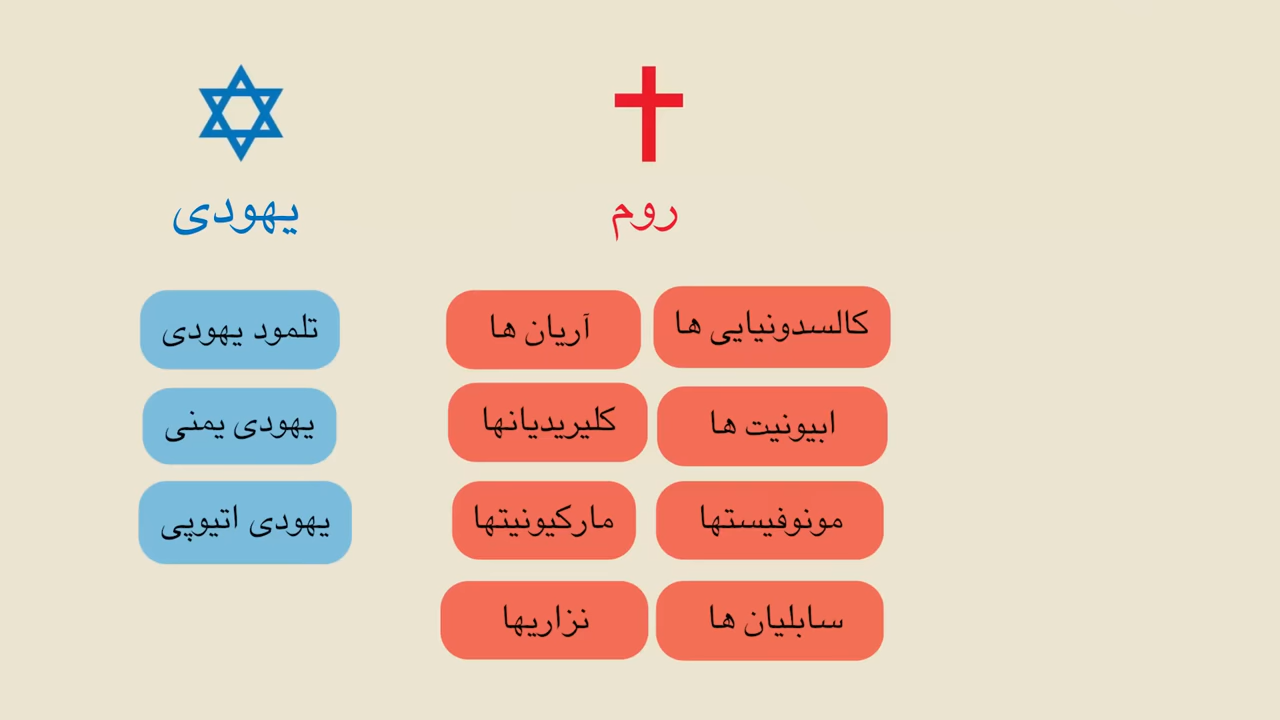 روم
یهودی
کالسدونیایی ها
آریان ها
تلمود یهودی
ابیونیت ها
کلیریدیانها
یهودی یمنی
مونوفیستها
مارکیونیتها
یهودی اتیوپی
سابلیان ها
نزاریها